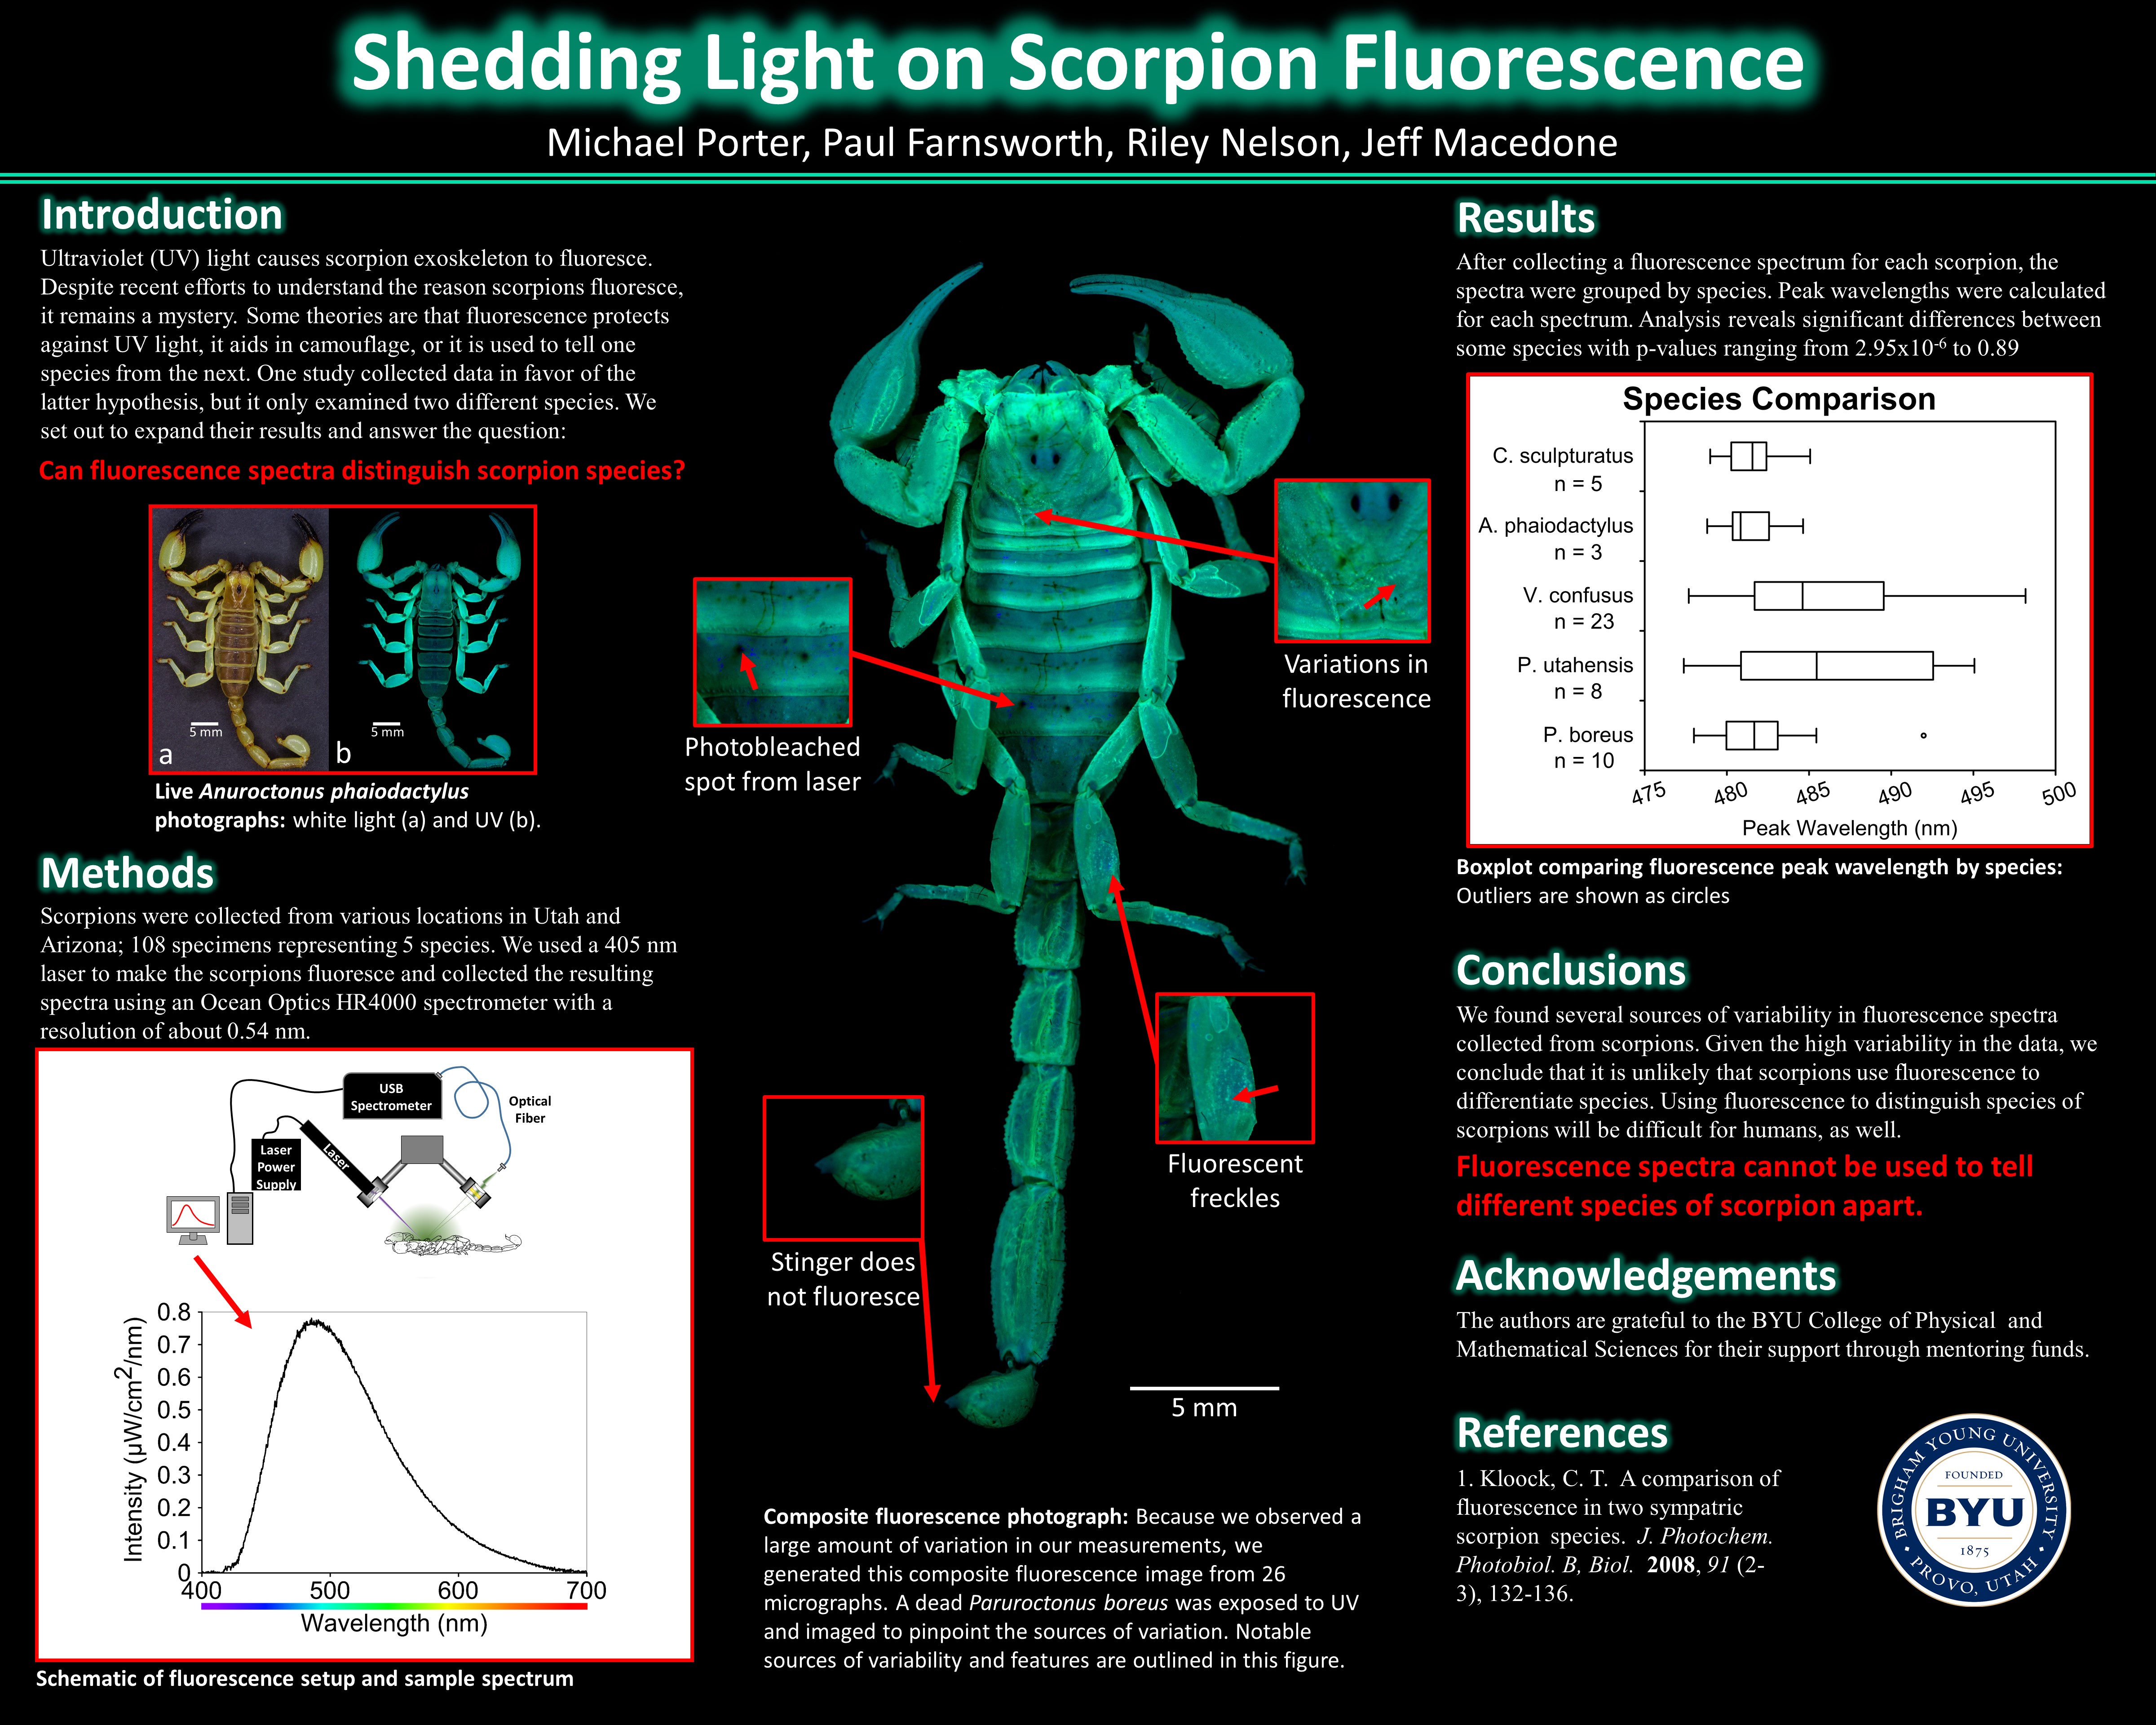 Shedding Light on Scorpion Fluorescence
Michael Porter, Paul Farnsworth, Riley Nelson, Jeff Macedone
Introduction
Ultraviolet (UV) light causes scorpion exoskeleton to fluoresce.
Despite recent efforts to understand the reason scorpions fluoresce,
it remains a mystery. Some theories are that fluorescence protects
against UV light, it aids in camouflage, or it is used to tell one
species from the next. One study collected data in favor of the
latter hypothesis, but it only examined two different species. We
set out to expand their results and answer the question:
Can fluorescence spectra distinguish scorpion species?
5 mm
a
5 mm
b
Live Anuroctonus phaiodactylus
photographs: white light (a) and UV (b).
Methods
Scorpions were collected from various locations in Utah and
Arizona; 108 specimens representing 5 species. We used a 405 nm
laser to make the scorpions fluoresce and collected the resulting
spectra using an Ocean Optics HR4000 spectrometer with a
resolution of about 0.54 nm.
USB
Spectrometer
Optical
Fiber
Laser
Power
Supply
Laser
Intensity (µW/cm²/nm)
0.8
0.7
0.6
0.5
0.4
0.3
0.2
0.1
0
400 500 600 700
Wavelength (nm)
Schematic of fluorescence setup and sample spectrum
Variations in
fluorescence
Photobleached
spot from laser
Fluorescent
freckles
Stinger does
not fluoresce
5 mm
Composite fluorescence photograph: Because we observed a
large amount of variation in our measurements, we
generated this composite fluorescence image from 26
micrographs. A dead Paruroctonus boreus was exposed to UV
and imaged to pinpoint the sources of variation. Notable
sources of variability and features are outlined in this figure.
Results
After collecting a fluorescence spectrum for each scorpion, the
spectra were grouped by species. Peak wavelengths were calculated
for each spectrum. Analysis reveals significant differences between
some species with p-values ranging from 2.95x10⁻⁶ to 0.89
Species Comparison
C. sculpturatus
n = 5
A. phaiodactylus
n = 3
V. confusus
n = 23
P. utahensis
n = 8
P. boreus
n = 10
475 480 485 490 495 500
Peak Wavelength (nm)
Boxplot comparing fluorescence peak wavelength by species:
Outliers are shown as circles
Conclusions
We found several sources of variability in fluorescence spectra
collected from scorpions. Given the high variability in the data, we
conclude that it is unlikely that scorpions use fluorescence to
differentiate species. Using fluorescence to distinguish species of
scorpions will be difficult for humans, as well.
Fluorescence spectra cannot be used to tell
different species of scorpion apart.
Acknowledgements
The authors are grateful to the BYU College of Physical and
Mathematical Sciences for their support through mentoring funds.
References
1. Kloock, C. T. A comparison of
fluorescence in two sympatric
scorpion species. J. Photochem.
Photobiol. B, Biol. 2008, 91 (2-
3), 132-136.
BRIGHAM YOUNG UNIVERSITY
FOUNDED
BYU
1875
PROVO, UTAH